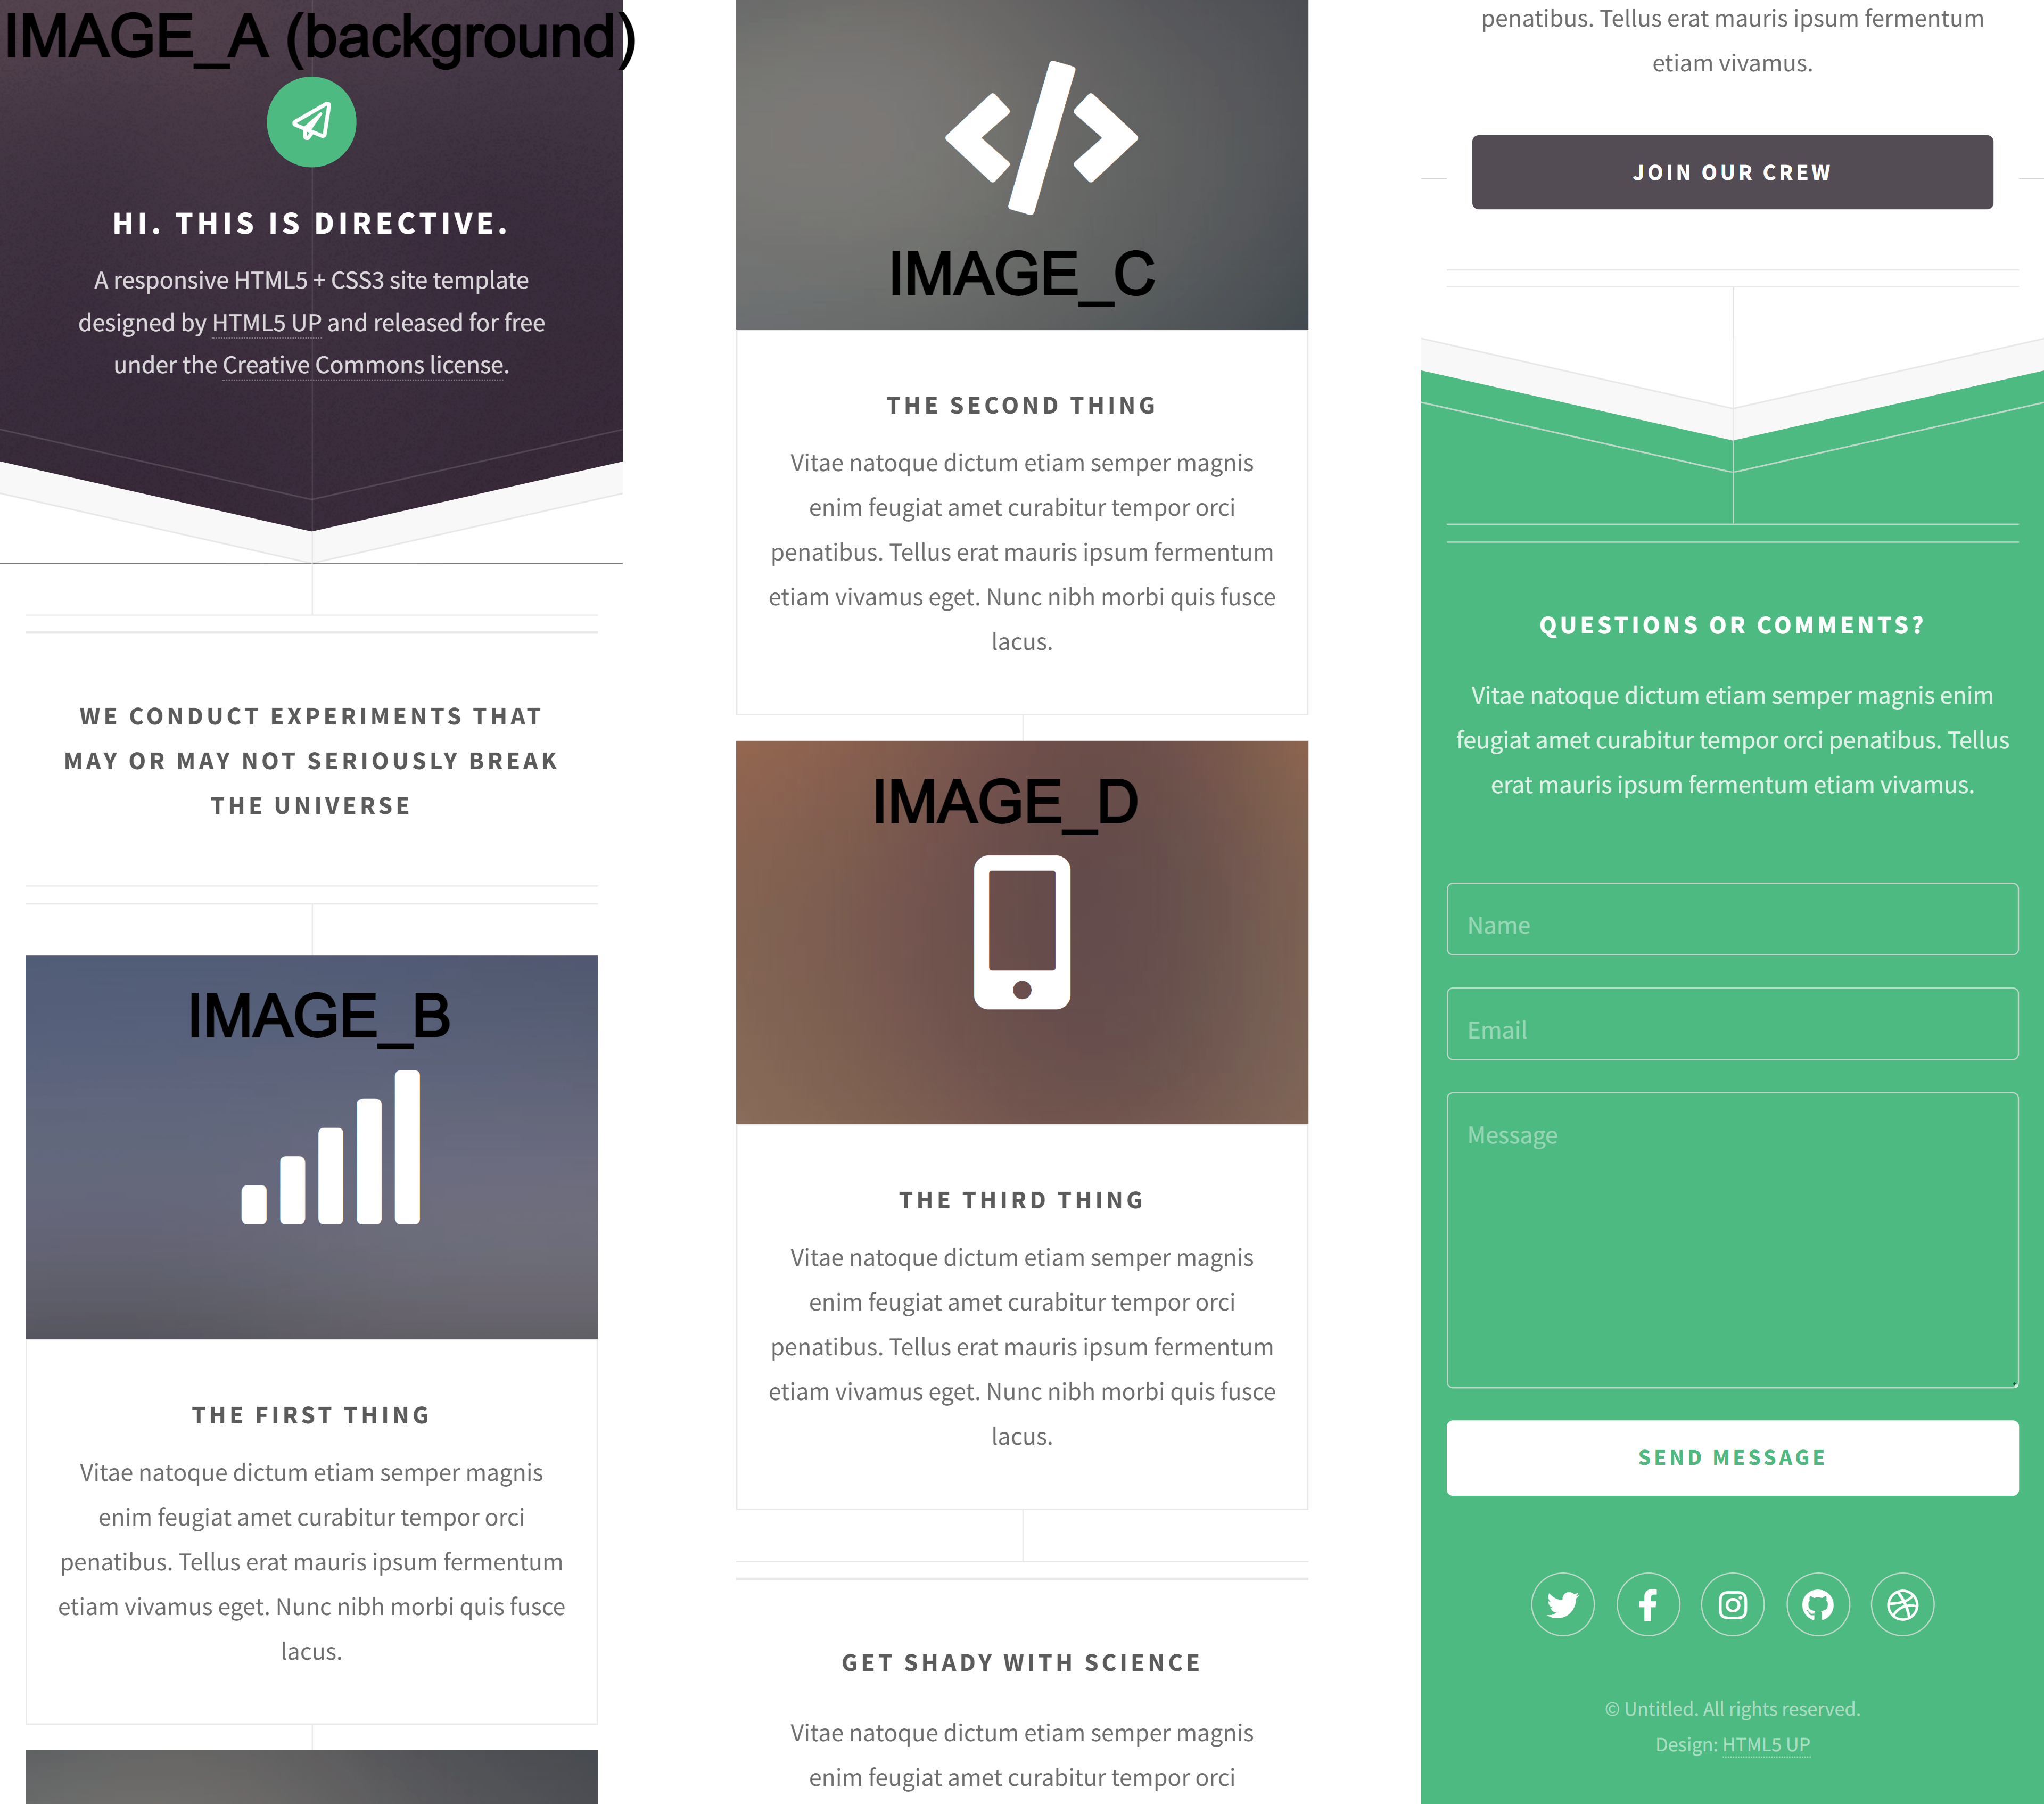 IMAGE_A (background)
HI. THIS IS DIRECTIVE.
A responsive HTML5 + CSS3 site template
designed by HTML5 UP and released for free
under the Creative Commons license.
WE CONDUCT EXPERIMENTS THAT
MAY OR MAY NOT SERIOUSLY BREAK
THE UNIVERSE
IMAGE_B
THE FIRST THING
Vitae natoque dictum etiam semper magnis
enim feugiat amet curabitur tempor orci
penatibus. Tellus erat mauris ipsum fermentum
etiam vivamus eget. Nunc nibh morbi quis fusce
lacus.
IMAGE_C
THE SECOND THING
Vitae natoque dictum etiam semper magnis
enim feugiat amet curabitur tempor orci
penatibus. Tellus erat mauris ipsum fermentum
etiam vivamus eget. Nunc nibh morbi quis fusce
lacus.
IMAGE_D
THE THIRD THING
Vitae natoque dictum etiam semper magnis
enim feugiat amet curabitur tempor orci
penatibus. Tellus erat mauris ipsum fermentum
etiam vivamus eget. Nunc nibh morbi quis fusce
lacus.
GET SHADY WITH SCIENCE
Vitae natoque dictum etiam semper magnis
enim feugiat amet curabitur tempor orci
penatibus. Tellus erat mauris ipsum fermentum
etiam vivamus.
JOIN OUR CREW
QUESTIONS OR COMMENTS?
Vitae natoque dictum etiam semper magnis enim
feugiat amet curabitur tempor orci penatibus. Tellus
erat mauris ipsum fermentum etiam vivamus.
Name
Email
Message
SEND MESSAGE
© Untitled. All rights reserved.
Design: HTML5 UP